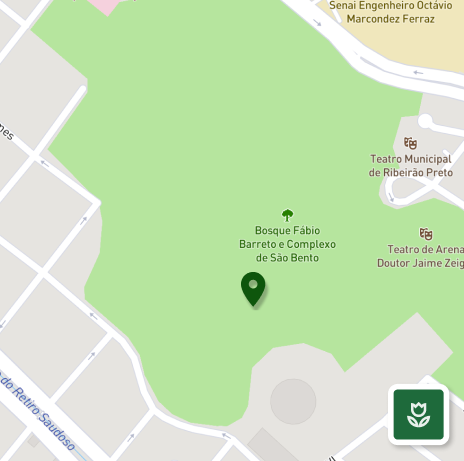 Senai Engenheiro Octávio
Marcondez Ferraz
Teatro Municipal
de Ribeirão Preto
Bosque Fábio
Barreto e Complexo
de São Bento
Teatro de Arena
Doutor Jaime Zeig
do Retiro Saudoso